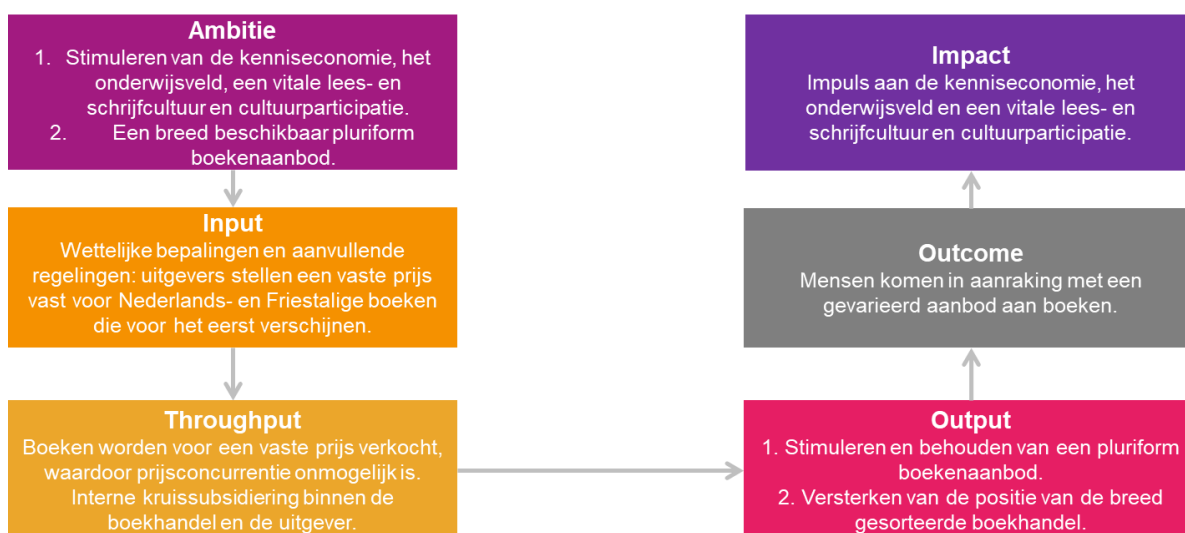 Ambitie
1. Stimuleren van de kenniseconomie, het
onderwijsveld, een vitale lees- en
schrijfcultuur en cultuurparticipatie.
2. Een breed beschikbaar pluriform
boekenaanbod.
Input
Wettelijke bepalingen en aanvullende
regelingen: uitgevers stellen een vaste prijs
vast voor Nederlands- en Friestalige boeken
die voor het eerst verschijnen.
Throughput
Boeken worden voor een vaste prijs verkocht,
waardoor prijsconcurrentie onmogelijk is.
Interne kruissubsidiering binnen de
boekhandel en de uitgever.
Output
1. Stimuleren en behouden van een pluriform
boekenaanbod.
2. Versterken van de positie van de breed
gesorteerde boekhandel.
Outcome
Mensen komen in aanraking met een
gevarieerd aanbod aan boeken.
Impact
Impuls aan de kenniseconomie, het
onderwijsveld en een vitale lees- en
schrijfcultuur en cultuurparticipatie.